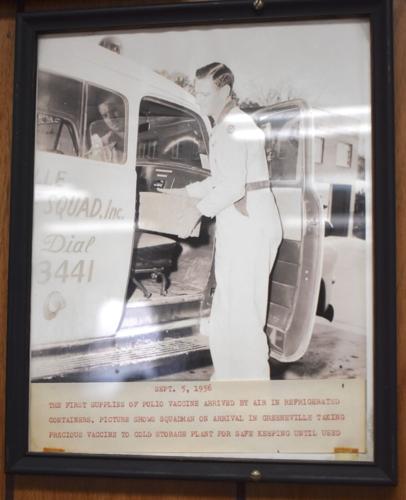 LE
SQUAD, Inc.
Dial
3441
SEPT. 5, 1956
THE FIRST SUPPLIES OF POLIO VACCINE ARRIVED BY AIR IN REFRIGERATED
CONTAINERS, PICTURE SHOWS SQUADMAN ON ARRIVAL IN GREENEVILLE TAKING
PRECIOUS VACCINS TO COLD STORAGE PLANT FOR SAFE KEEPING UNTIL USED